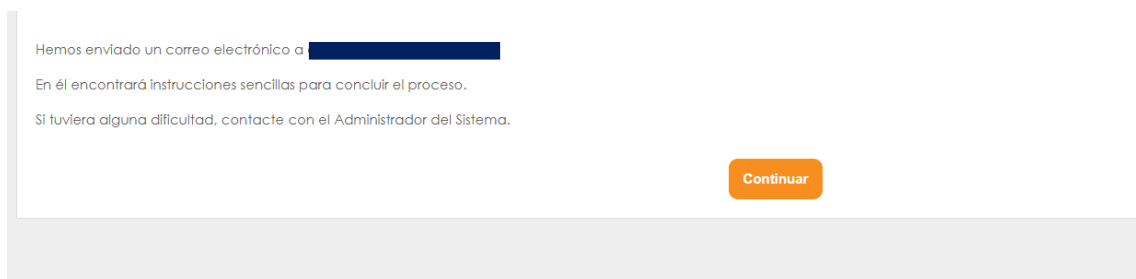 Hemos enviado un correo electrónico a
En él encontrará instrucciones sencillas para concluir el proceso.
Si tuviera alguna dificultad, contacte con el Administrador del Sistema.
Continuar